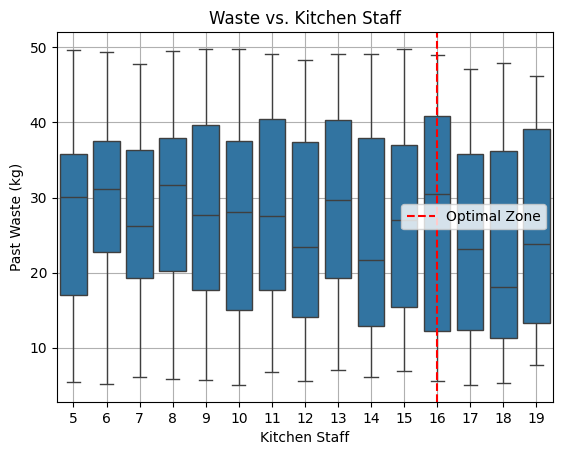 Waste vs. Kitchen Staff
Past Waste (kg)
50
40
30
20
10
Optimal Zone
5 6 7 8 9 10 11 12 13 14 15 16 17 18 19
Kitchen Staff